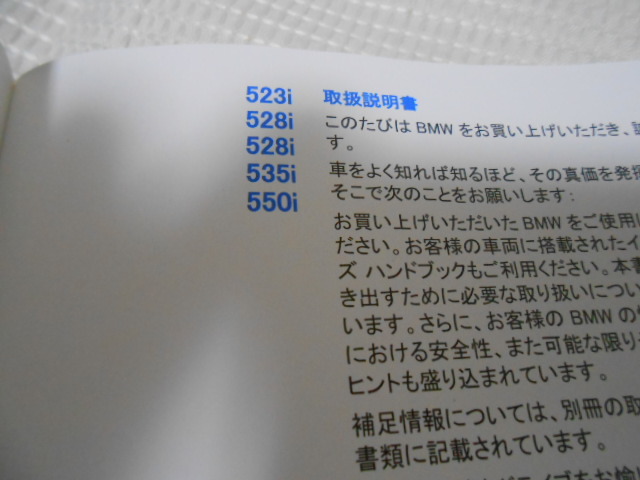 523i
528i
528i
535i
550i
取扱説明書
このたびは BMW をお買い上げいただき、
す。
車をよく知れば知るほど、その真価を発揮
そこで次のことをお願いします:
お買い上げいただいた BMW をご使用
ださい。お客様の車両に搭載されたイ
ズ ハンドブックもご利用ください。本書
き出すために必要な取り扱いについ
います。さらに、お客様の BMW の
における安全性、また可能な限り
ヒントも盛り込まれています。
補足情報については、別冊の取
書類に記載されています。